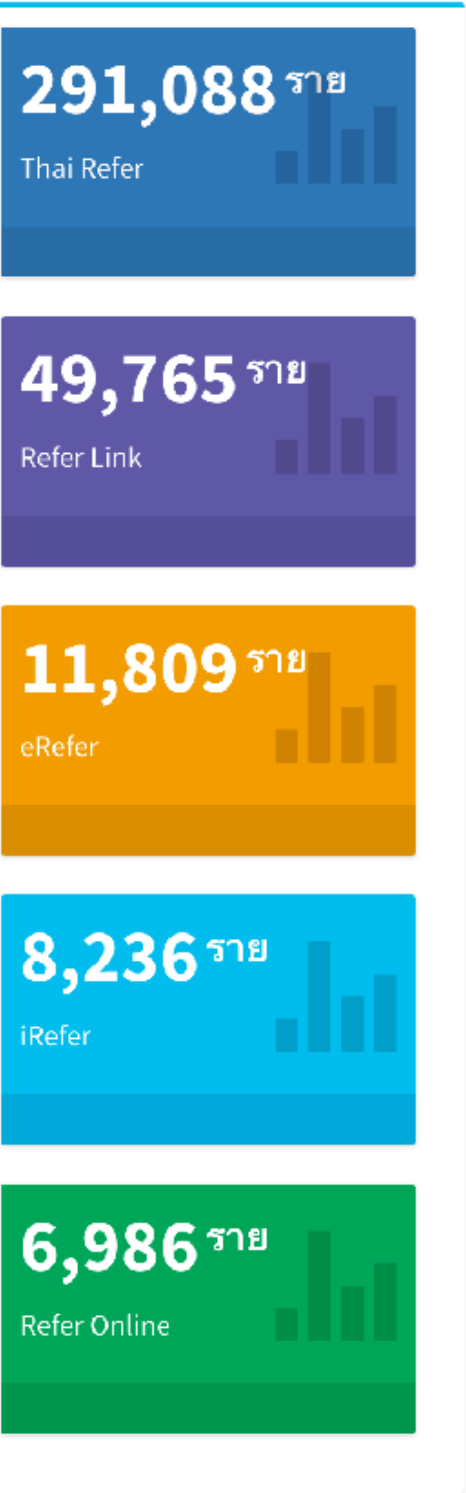 291,088 ราย
Thai Refer
49,765 ราย
Refer Link
11,809 ราย
eRefer
8,236 ราย
iRefer
6,986 ราย
Refer Online